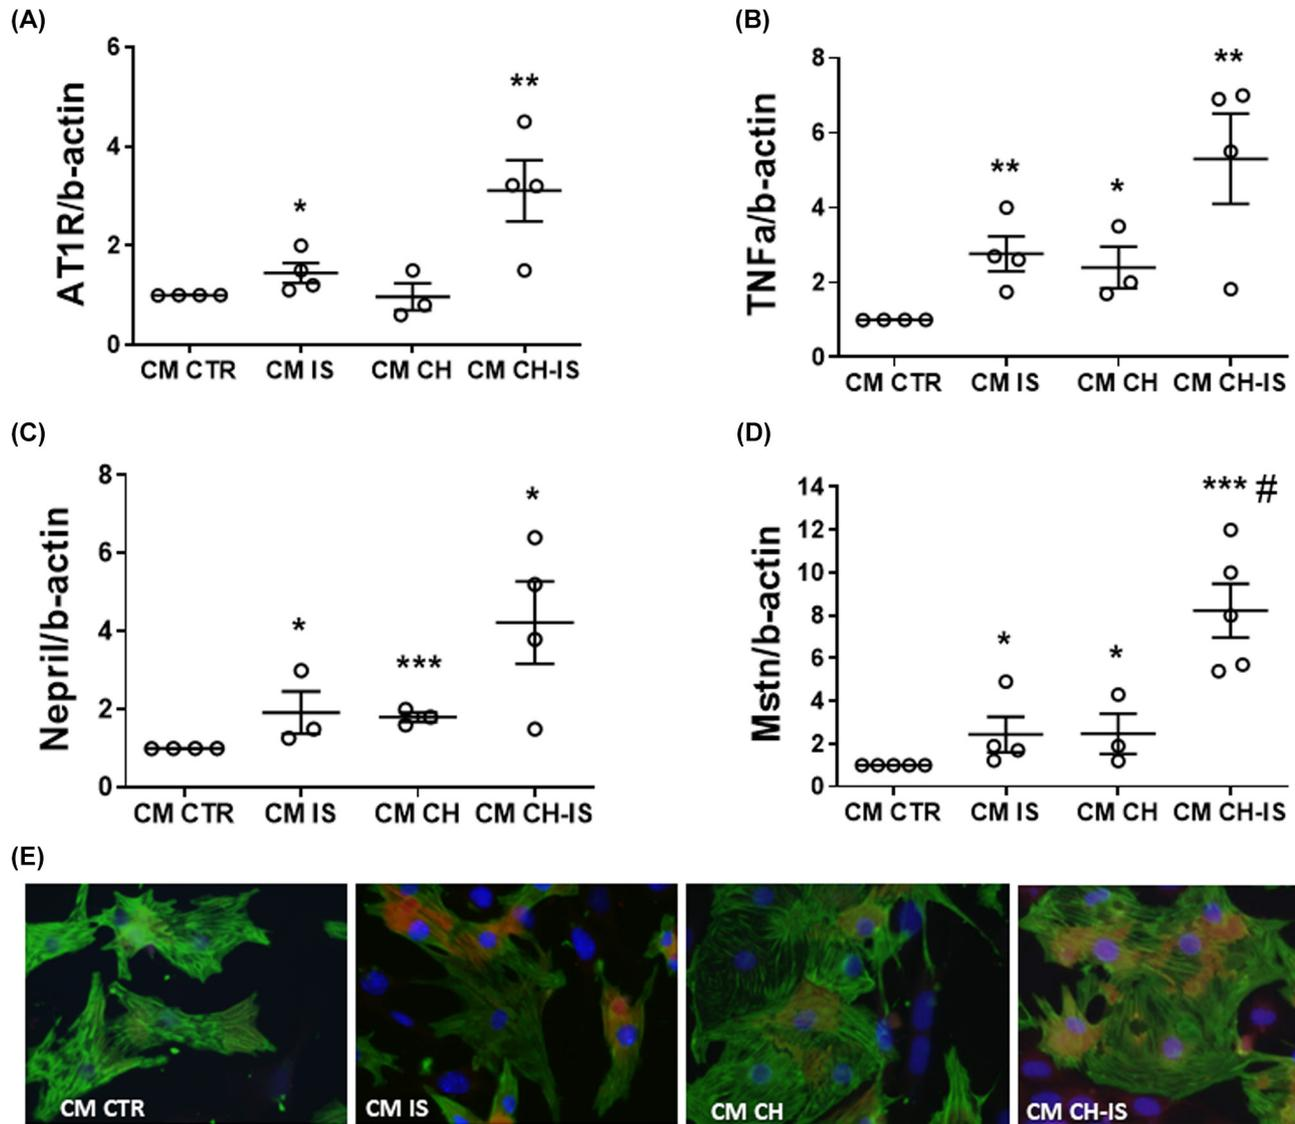 (A)
(B)
6
4
2
0
AT1R/b-actin
*
**
CM CTR CM IS CM CH CM CH-IS
8
6
4
2
0
TNFa/b-actin
**
*
**
CM CTR CM IS CM CH CM CH-IS
(C)
(D)
8
6
4
2
0
Nepril/b-actin
*
***
*
CM CTR CM IS CM CH CM CH-IS
14
12
10
8
6
4
2
0
Mstn/b-actin
*
*
*** #
CM CTR CM IS CM CH CM CH-IS
(E)
CM CTR
CM IS
CM CH
CM CH-IS